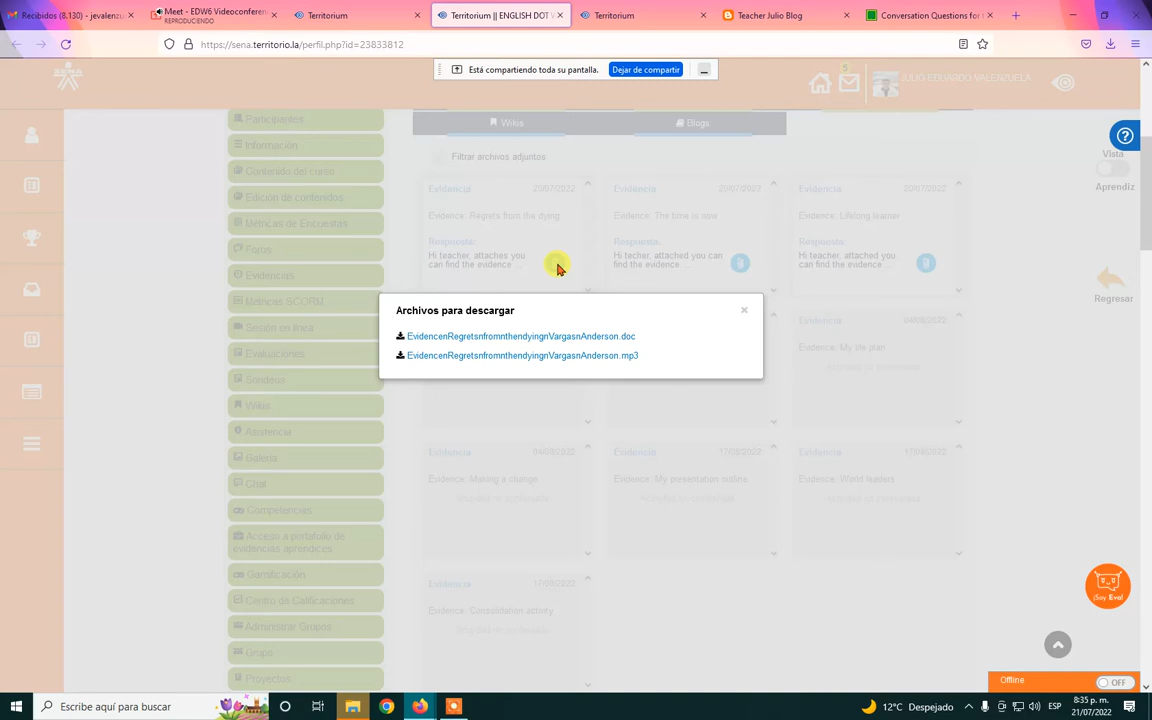 Recibidos (8,130) - jevalenzu
Meet - EDW6 Videoconferen
REPRODUCIENDO
Territorium
Territorium || ENGLISH DOT W
Territorium
Teacher Julio Blog
Conversation Questions for
https://sena.territorio.la/perfil.php?id=23833812
Está compartiendo toda su pantalla.
Dejar de compartir
5
JULIO EDUARDO VALENZUELA
Participantes
Información
Contenido del curso
Edición de contenidos
Métricas de Encuestas
Foros
Evidencias
Métricas SCORM
Sesión en línea
Evaluaciones
Sondeos
Wikis
Asistencia
Galería
Chat
Competencias
Acceso a portafolio de
evidencias aprendices
Gamificación
Centro de Calificaciones
Administrar Grupos
Grupo
Proyectos
Wikis
Blogs
Filtrar archivos adjuntos
Evidencia 20/07/2022
Evidence: Regrets from the dying
Respuesta:
Hi teacher, attaches you
can find the evidence ...
Evidencia 20/07/2022
Evidence: The time is now
Respuesta:
Hi techer, attached you
can find the evidence ...
Evidencia 20/07/2022
Evidence: Lifelong learner
Respuesta:
Hi teacher, attached you
can find the evidence ...
Archivos para descargar
×
EvidencenRegretsnfromnthendyingnVargasnAnderson.doc
EvidencenRegretsnfromnthendyingnVargasnAnderson.mp3
04/08/2022
Evidence: My life plan
Evidencia 04/08/2022
Evidence: Making a change
Evidencia 17/08/2022
Evidence: My presentation outline
Evidencia 17/08/2022
Evidence: World leaders
Evidencia 17/08/2022
Evidence: Consolidation activity
Vista
Aprendiz
Regresar
¡Soy Eva!
Offline
OFF
Escribe aquí para buscar
12°C Despejado
ESP
8:35 p. m.
21/07/2022